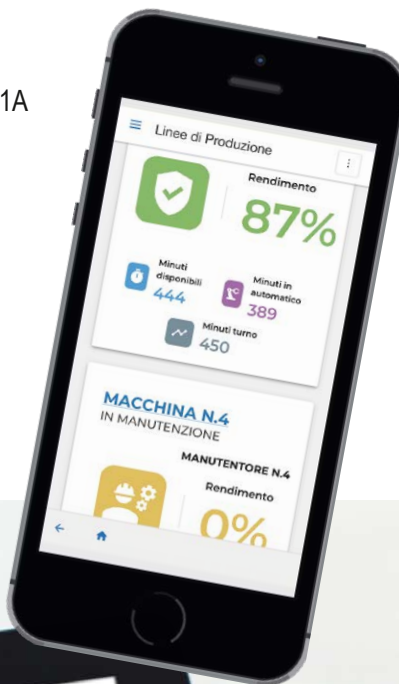 1A
Linee di Produzione
Rendimento
87%
Minuti
disponibili
444
Minuti in
automatico
389
Minuti turno
450
MACCHINA N.4
IN MANUTENZIONE
MANUTENTORE N.4
Rendimento
0%